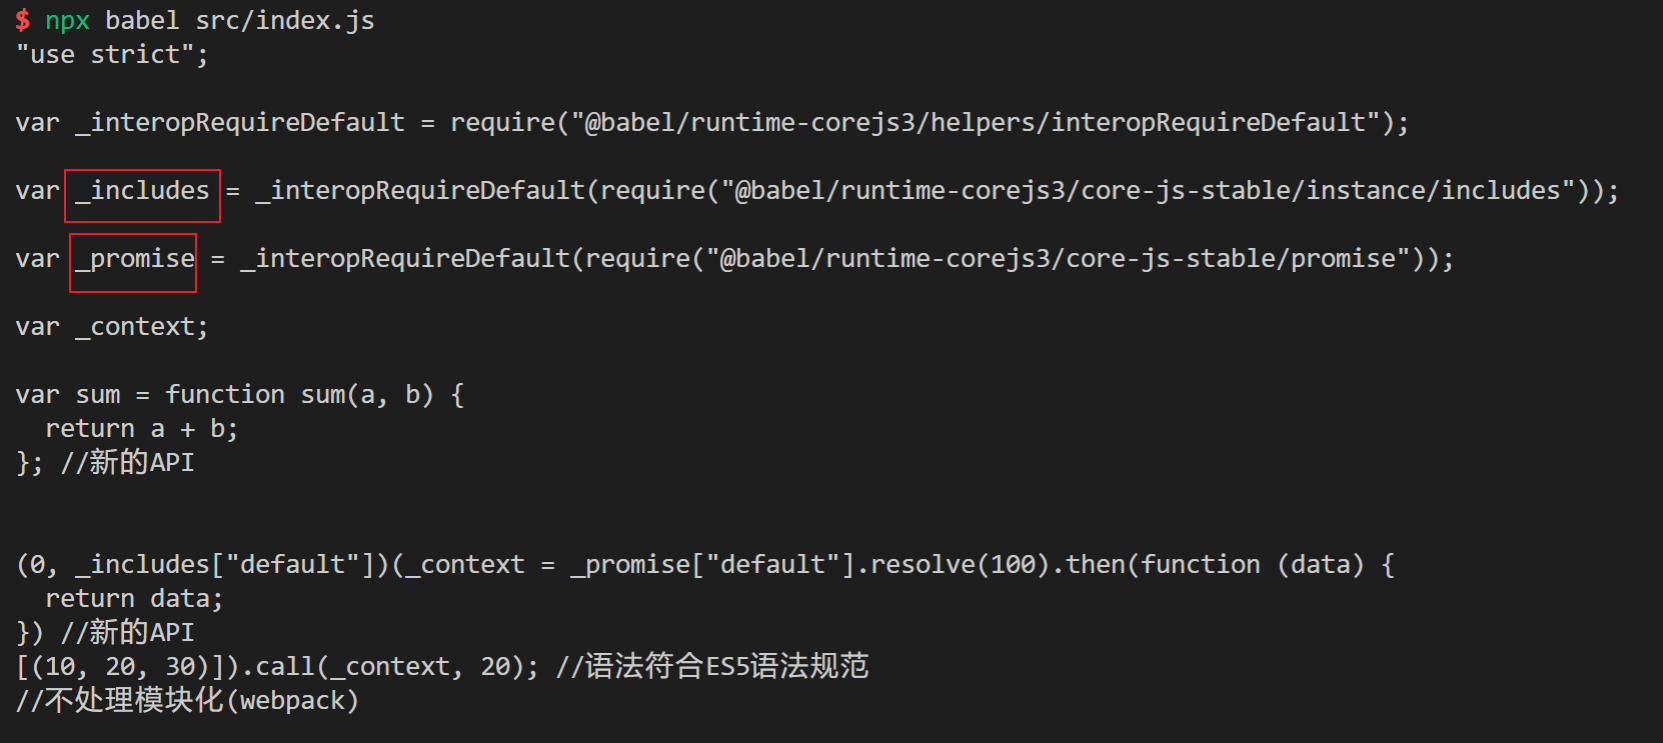 $ npx babel src/index.js
"use strict";
var _interopRequireDefault = require("@babel/runtime-corejs3/helpers/interopRequireDefault");
var _includes = _interopRequireDefault(require("@babel/runtime-corejs3/core-js-stable/instance/includes"));
var _promise = _interopRequireDefault(require("@babel/runtime-corejs3/core-js-stable/promise"));
var _context;
var sum = function sum(a, b) {
  return a + b;
}; //新的API
(0, _includes["default"])(_context = _promise["default"].resolve(100).then(function (data) {
  return data;
}) //新的API
[(10, 20, 30)]).call(_context, 20); //语法符合ES5语法规范
//不处理模块化(webpack)